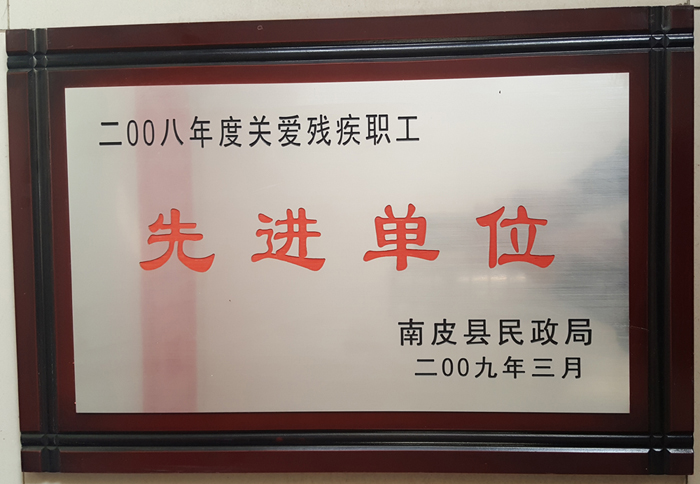 二00八年度关爱残疾职工
先进单位
南皮县民政局
二00九年三月